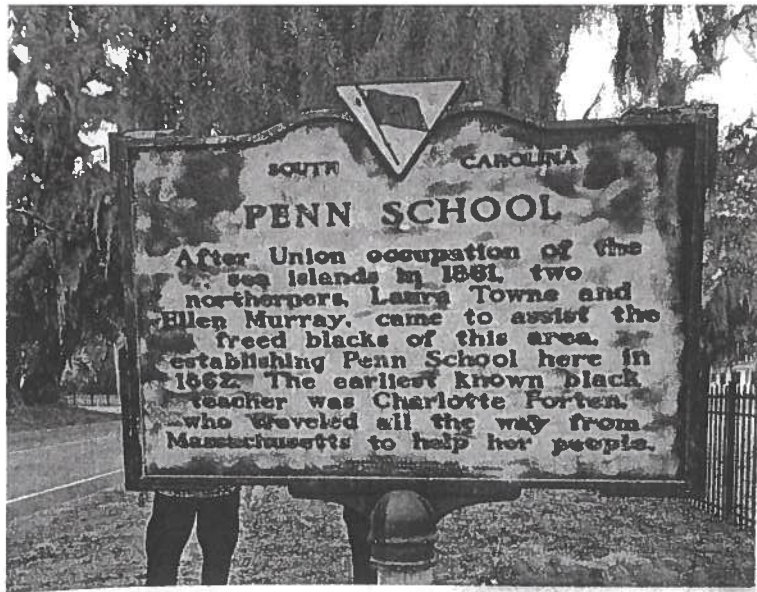 SOUTH CAROLINA
PENN SCHOOL
After Union occupation of the
sea islands in 1861, two
northerners, Laura Towne and
Ellen Murray, came to assist the
freed blacks of this area,
establishing Penn School here in
1862. The earliest known black
teacher was Charlotte Forten,
who traveled all the way from
Massachusetts to help her people.